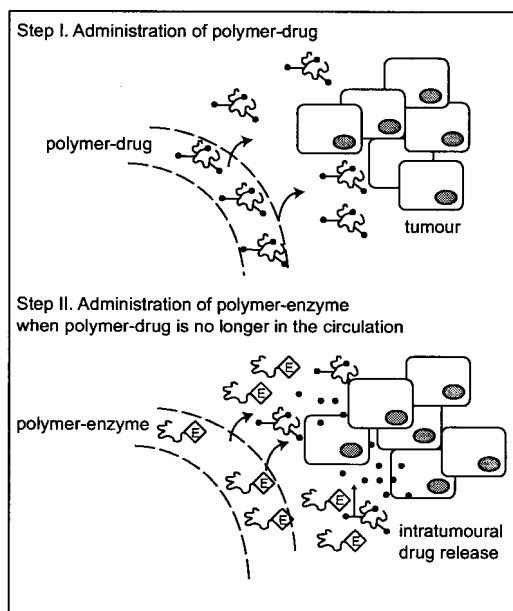 Step I. Administration of polymer-drug
polymer-drug
tumour
Step II. Administration of polymer-enzyme
when polymer-drug is no longer in the circulation
E
E
polymer-enzyme
E
E
E
E
E
intratumoural
drug release